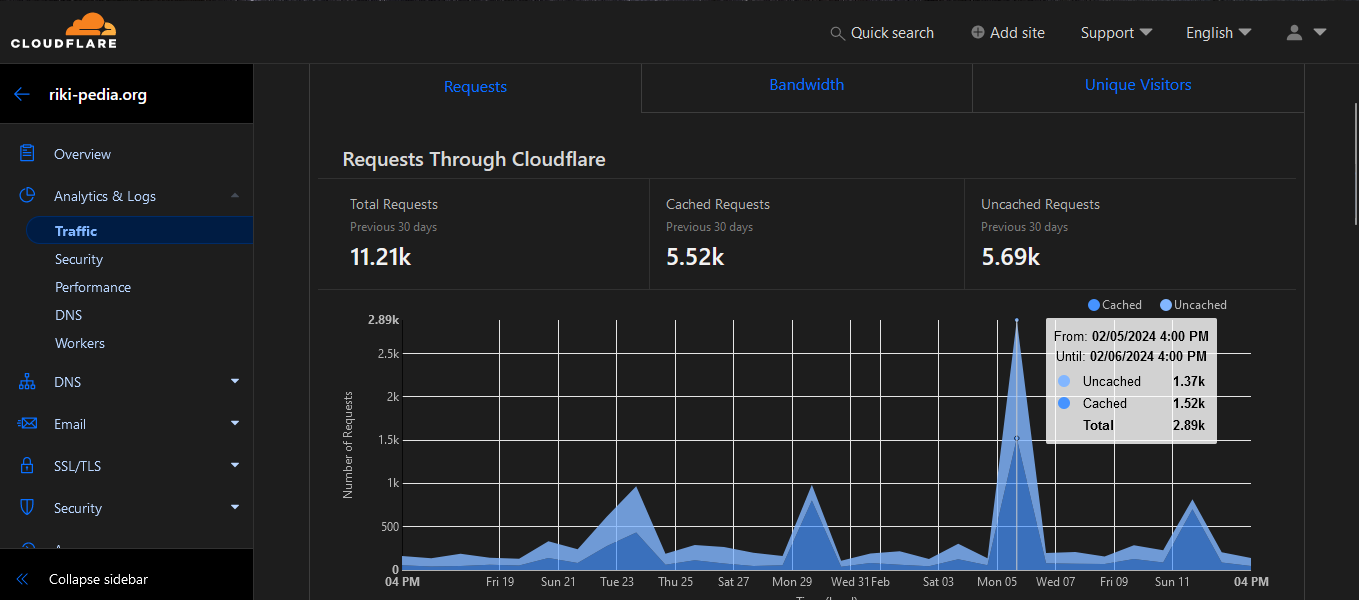 CLOUDFLARE
Quick search
Add site
Support
English
riki-pedia.org
Overview
Analytics & Logs
Traffic
Security
Performance
DNS
Workers
DNS
Email
SSL/TLS
Security
Collapse sidebar
Requests
Bandwidth
Unique Visitors
Requests Through Cloudflare
Total Requests
Previous 30 days
11.21k
Cached Requests
Previous 30 days
5.52k
Uncached Requests
Previous 30 days
5.69k
Cached
Uncached
Number of Requests
2.89k
2.5k
2k
1.5k
1k
500
0
From: 02/05/2024 4:00 PM
Until: 02/06/2024 4:00 PM
Uncached 1.37k
Cached 1.52k
Total 2.89k
04 PM Fri 19 Sun 21 Tue 23 Thu 25 Sat 27 Mon 29 Wed 31 Feb Sat 03 Mon 05 Wed 07 Fri 09 Sun 11 04 PM